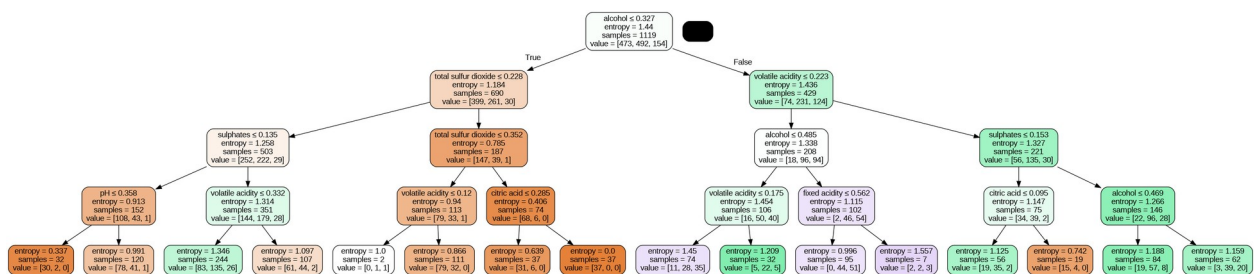 alcohol ≤ 0.327
entropy = 1.44
samples = 1119
value = [473, 492, 154]
True
False
total sulfur dioxide ≤ 0.228
entropy = 1.184
samples = 690
value = [399, 261, 30]
volatile acidity ≤ 0.223
entropy = 1.436
samples = 429
value = [74, 231, 124]
sulphates ≤ 0.135
entropy = 1.258
samples = 503
value = [252, 222, 29]
total sulfur dioxide ≤ 0.352
entropy = 0.785
samples = 187
value = [147, 39, 1]
alcohol ≤ 0.485
entropy = 1.338
samples = 208
value = [18, 96, 94]
sulphates ≤ 0.153
entropy = 1.327
samples = 221
value = [56, 135, 30]
pH ≤ 0.358
entropy = 0.913
samples = 152
value = [108, 43, 1]
volatile acidity ≤ 0.332
entropy = 1.314
samples = 351
value = [144, 179, 28]
volatile acidity ≤ 0.12
entropy = 0.94
samples = 113
value = [79, 33, 1]
citric acid ≤ 0.285
entropy = 0.406
samples = 74
value = [68, 6, 0]
volatile acidity ≤ 0.175
entropy = 1.454
samples = 106
value = [16, 50, 40]
fixed acidity ≤ 0.562
entropy = 1.115
samples = 102
value = [2, 46, 54]
citric acid ≤ 0.095
entropy = 1.147
samples = 75
value = [34, 39, 2]
alcohol ≤ 0.469
entropy = 1.266
samples = 146
value = [22, 96, 28]
entropy = 0.337
samples = 32
value = [30, 2, 0]
entropy = 0.991
samples = 120
value = [78, 41, 1]
entropy = 1.346
samples = 244
value = [83, 135, 26]
entropy = 1.097
samples = 107
value = [61, 44, 2]
entropy = 1.0
samples = 2
value = [0, 1, 1]
entropy = 0.866
samples = 111
value = [79, 32, 0]
entropy = 0.639
samples = 37
value = [31, 6, 0]
entropy = 0.0
samples = 37
value = [37, 0, 0]
entropy = 1.45
samples = 74
value = [11, 28, 35]
entropy = 1.209
samples = 32
value = [5, 22, 5]
entropy = 0.996
samples = 95
value = [0, 44, 51]
entropy = 1.557
samples = 7
value = [2, 2, 3]
entropy = 1.125
samples = 56
value = [19, 35, 2]
entropy = 0.742
samples = 19
value = [15, 4, 0]
entropy = 1.188
samples = 84
value = [19, 57, 8]
entropy = 1.159
samples = 62
value = [3, 39, 20]